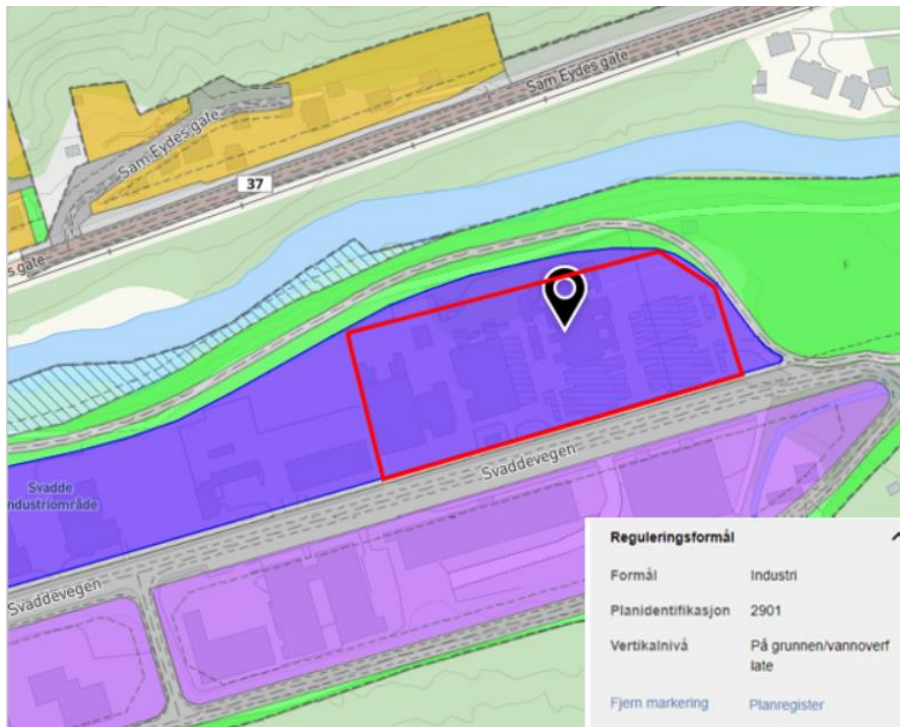 Sam Eydes gate
Sam Eydes gate
37
s gate
Svaddevegen
Svadde
ndustriområde
Svaddevegen
Reguleringsformål
Formål Industri
Planidentifikasjon 2901
Vertikalnivå På grunnen/vannoverf
late
Fjern markering Planregister